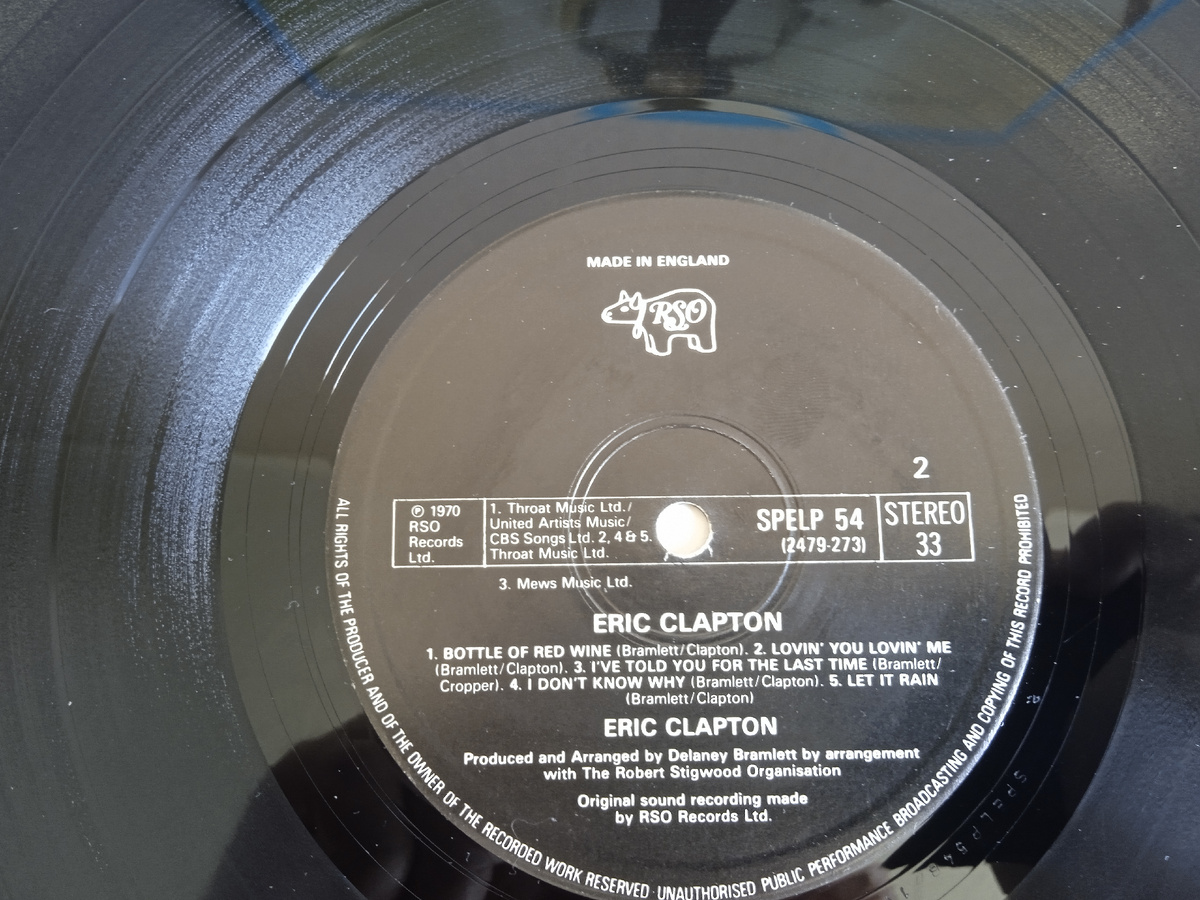 MADE IN ENGLAND
RSO
2
℗ 1970
RSO
Records
Ltd.
1. Throat Music Ltd./
United Artists Music/
CBS Songs Ltd. 2, 4 & 5.
Throat Music Ltd.
3. Mews Music Ltd.
SPELP 54
(2479-273)
STEREO
33
ERIC CLAPTON
1. BOTTLE OF RED WINE (Bramlett/Clapton). 2. LOVIN' YOU LOVIN' ME
(Bramlett/Clapton). 3. I'VE TOLD YOU FOR THE LAST TIME (Bramlett/
Cropper). 4. I DON'T KNOW WHY (Bramlett/Clapton). 5. LET IT RAIN
(Bramlett/Clapton)
ERIC CLAPTON
Produced and Arranged by Delaney Bramlett by arrangement
with The Robert Stigwood Organisation
Original sound recording made
by RSO Records Ltd.
ALL RIGHTS OF THE PRODUCER AND OF THE OWNER OF THE RECORDED WORK RESERVED UNAUTHORISED PUBLIC PERFORMANCE BROADCASTING AND COPYING OF THIS RECORD PROHIBITED